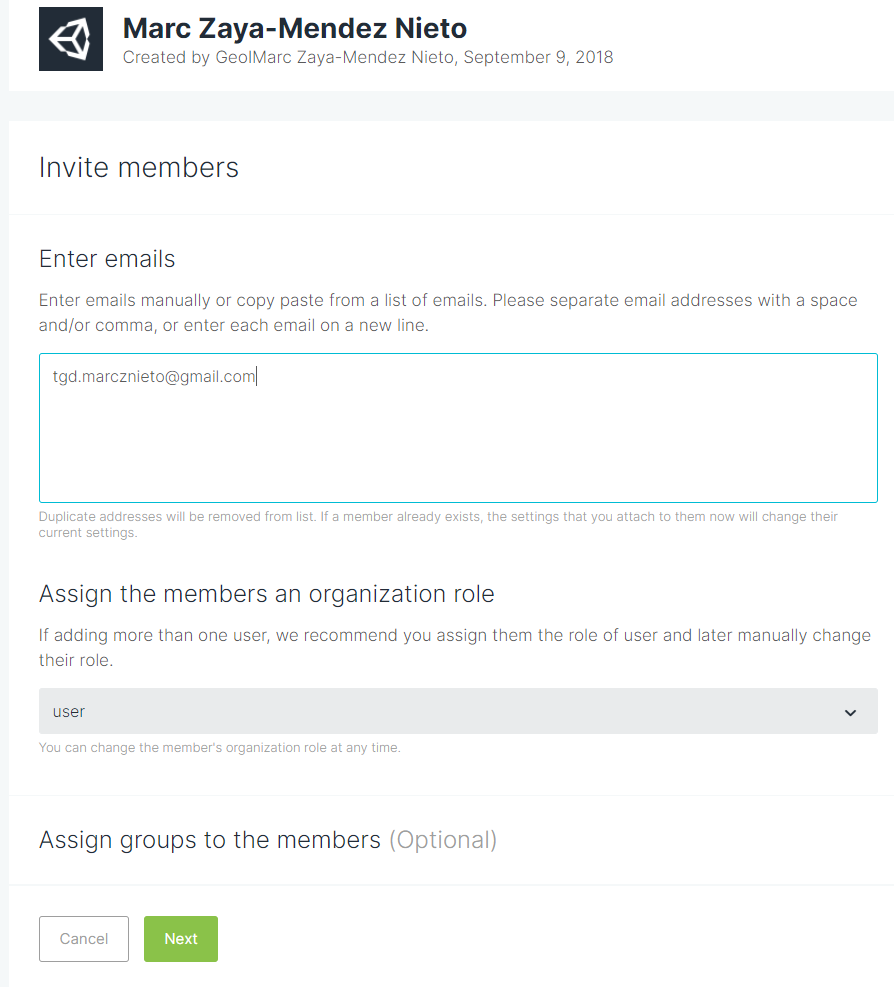 Marc Zaya-Mendez Nieto
Created by GeolMarc Zaya-Mendez Nieto, September 9, 2018
Invite members
Enter emails
Enter emails manually or copy paste from a list of emails. Please separate email addresses with a space
and/or comma, or enter each email on a new line.
tgd.marcznieto@gmail.com
Duplicate addresses will be removed from list. If a member already exists, the settings that you attach to them now will change their
current settings.
Assign the members an organization role
If adding more than one user, we recommend you assign them the role of user and later manually change
their role.
user
You can change the member's organization role at any time.
Assign groups to the members (Optional)
Cancel Next